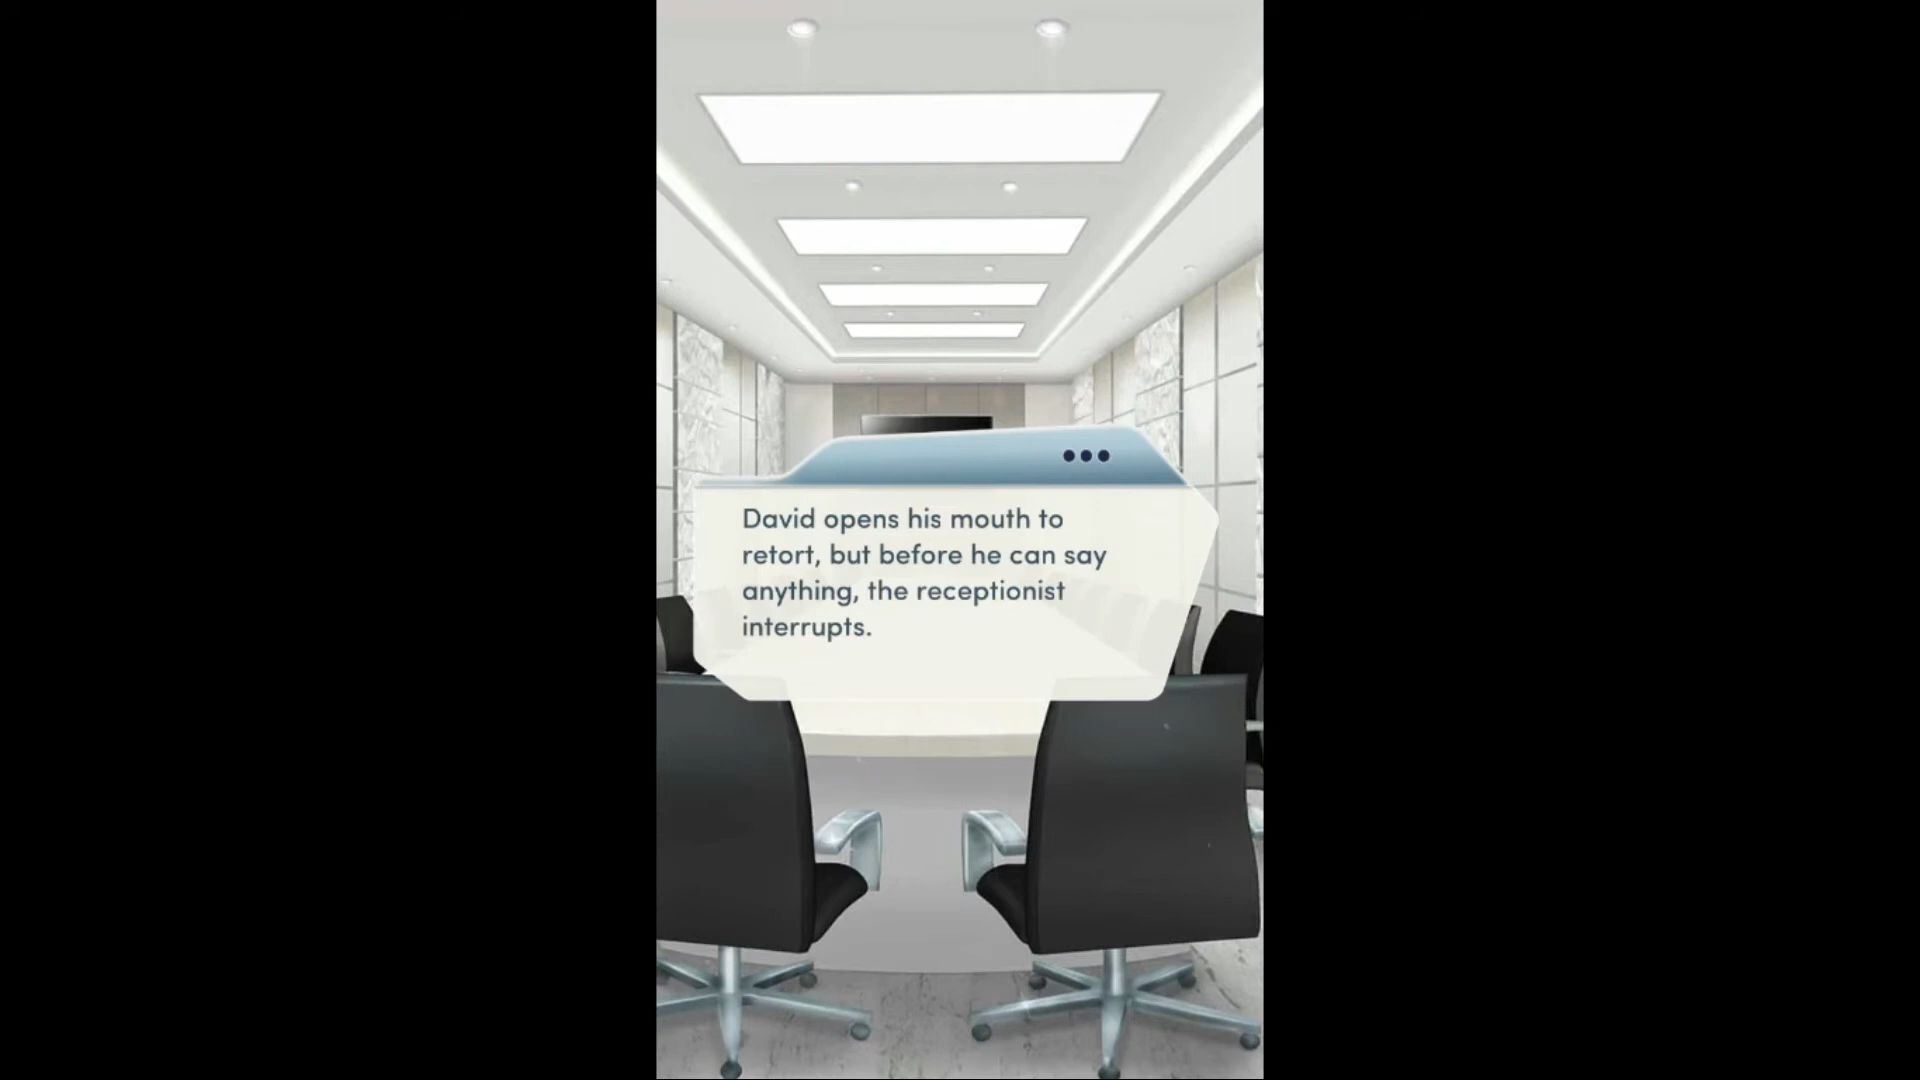 David opens his mouth to
retort, but before he can say
anything, the receptionist
interrupts.